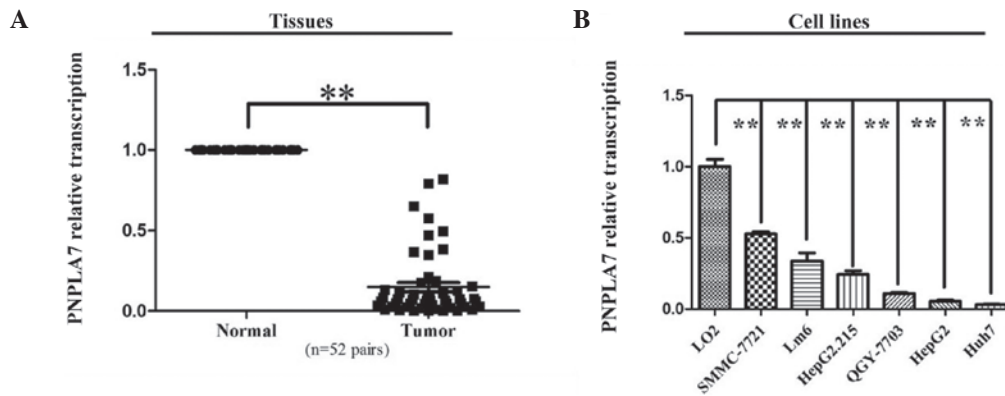 A
Tissues
PNPLA7 relative transcription
1.5
1.0
0.5
0.0
**
Normal
Tumor
(n=52 pairs)
B
Cell lines
PNPLA7 relative transcription
1.5
1.0
0.5
0.0
** ** ** ** ** **
LO2
SMMC-7721
Lm6
HepG2.215
QGY-7703
HepG2
Huh7